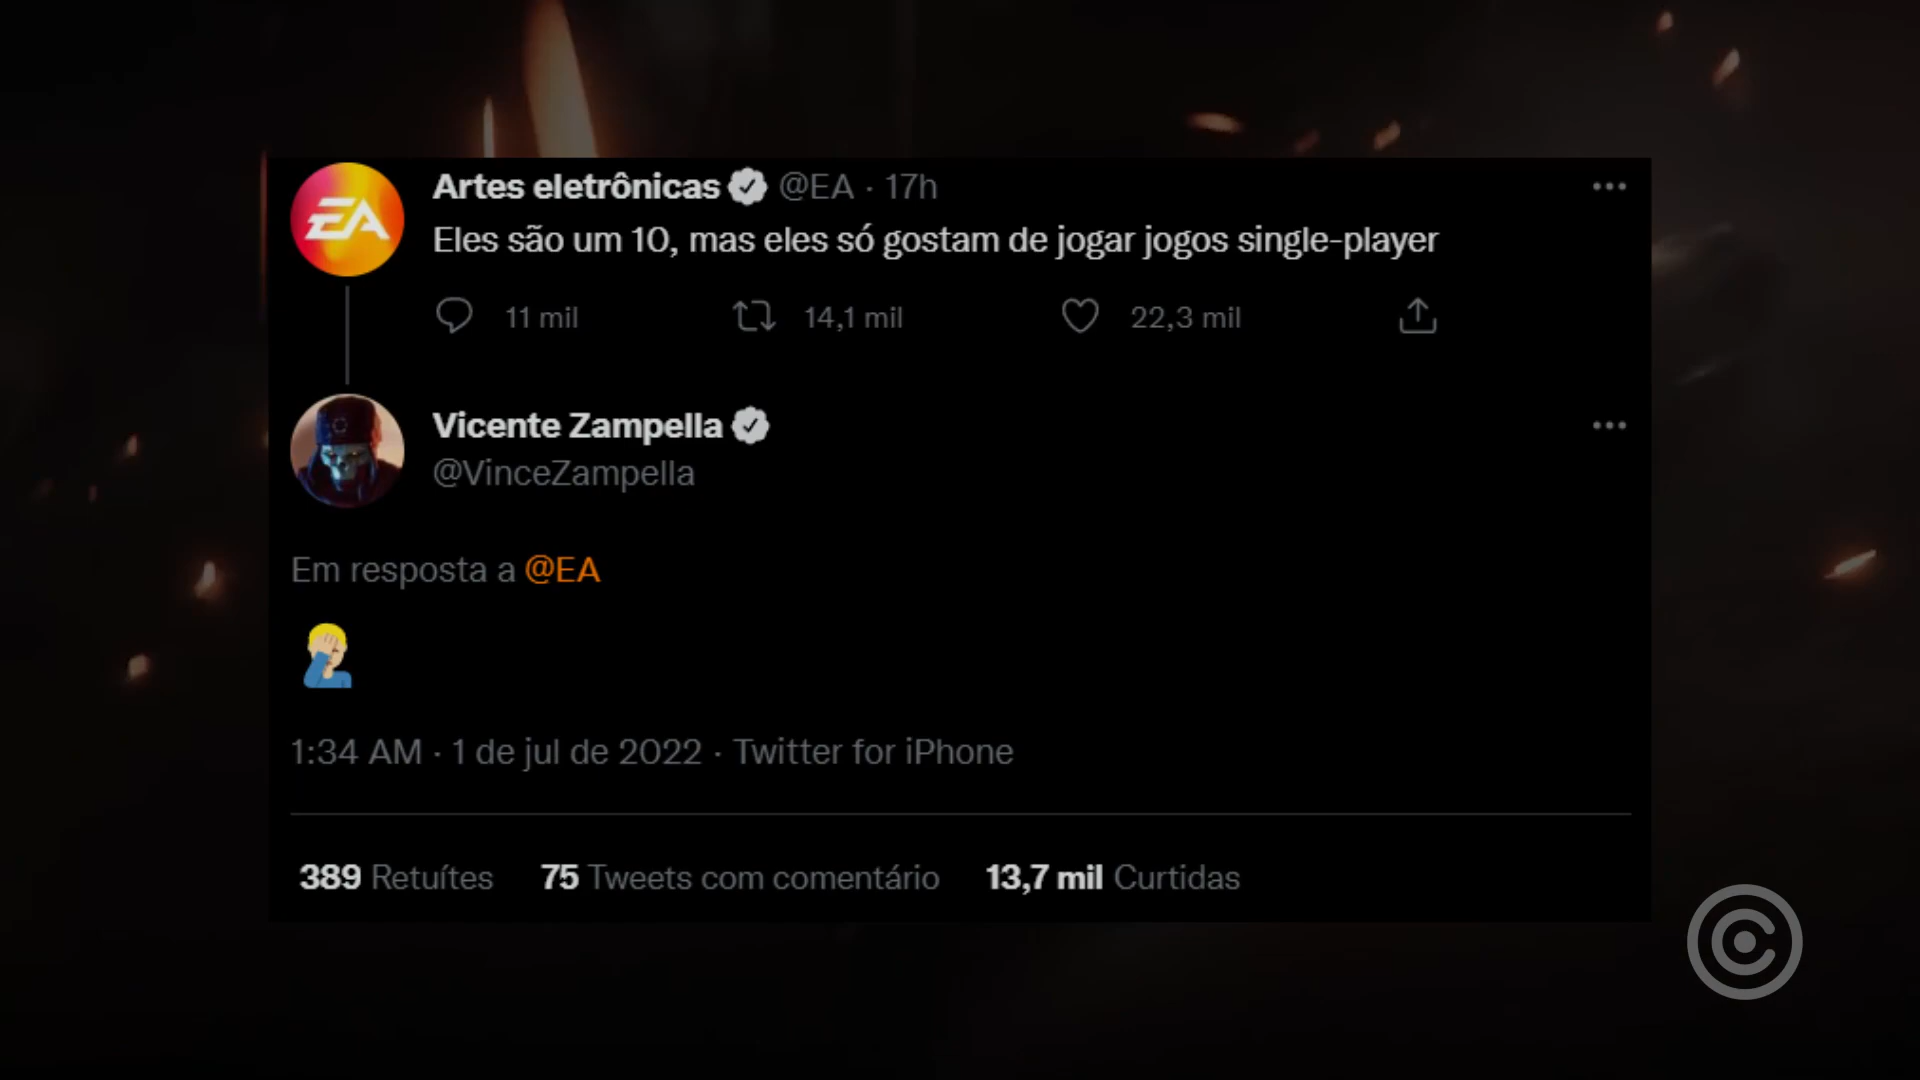 EA
Artes eletrônicas @EA · 17h
Eles são um 10, mas eles só gostam de jogar jogos single-player
11 mil 14,1 mil 22,3 mil
Vicente Zampella
@VinceZampella
Em resposta a @EA
1:34 AM · 1 de jul de 2022 · Twitter for iPhone
389 Retuítes 75 Tweets com comentário 13,7 mil Curtidas